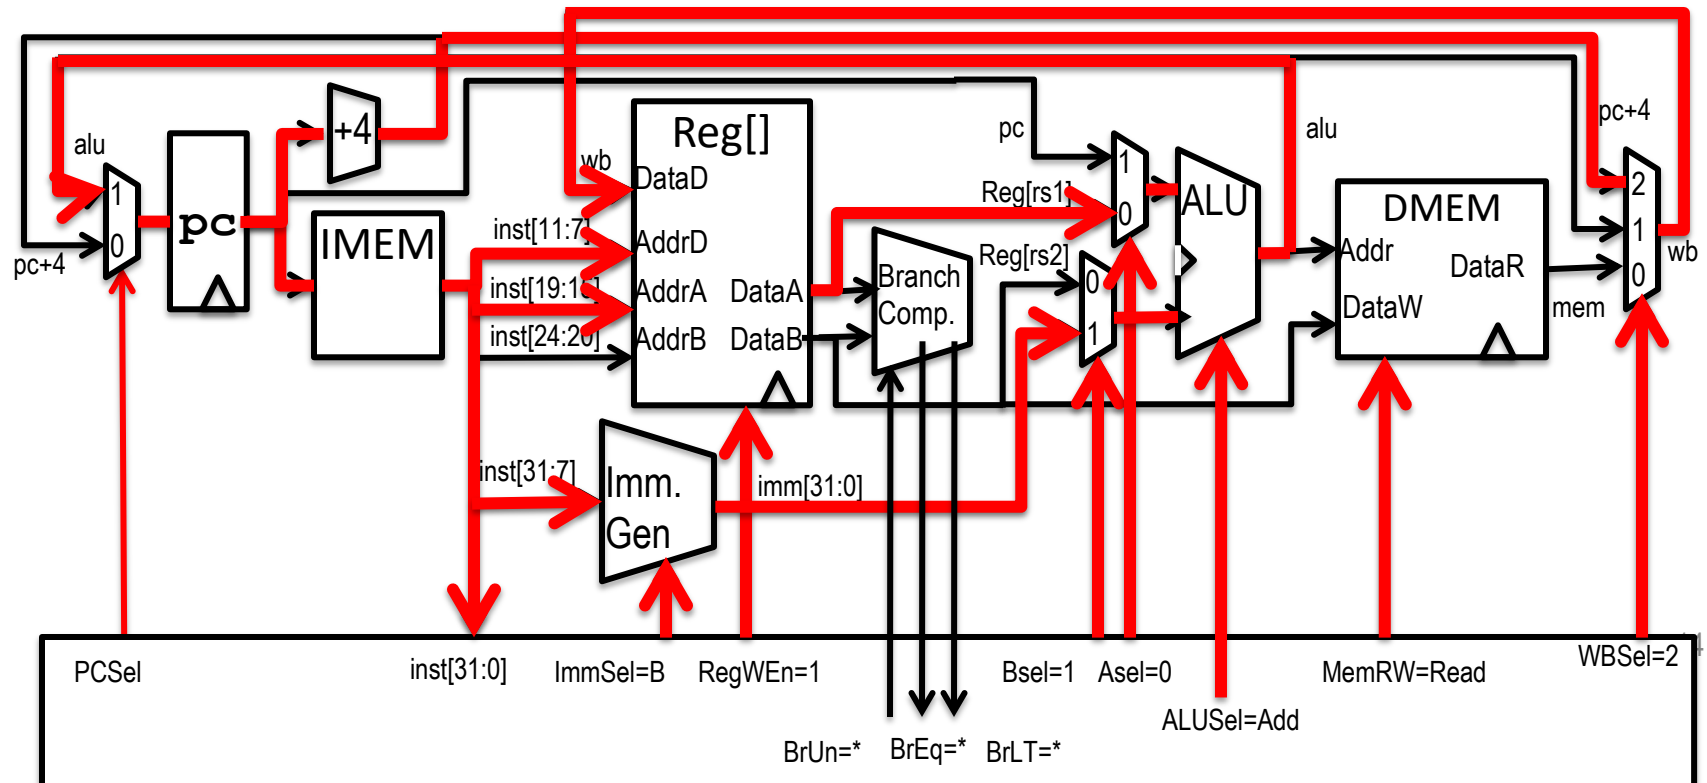 pc+4
alu
+4
Reg[]
pc
alu
wb
DataD
1
2
1
pc
IMEM
inst[11:7]
AddrD
Reg[rs1]
0
ALU
DMEM
0
pc+4
inst[19:15]
AddrA
DataA
Branch
Comp.
Reg[rs2]
0
1
Addr
DataR
1
wb
0
inst[24:20]
AddrB
DataB
DataW
mem
inst[31:7]
Imm.
Gen
imm[31:0]
PCSel
inst[31:0]
ImmSel=B
RegWEn=1
Bsel=1
Asel=0
MemRW=Read
WBSel=2
ALUSel=Add
BrUn=*
BrEq=*
BrLT=*